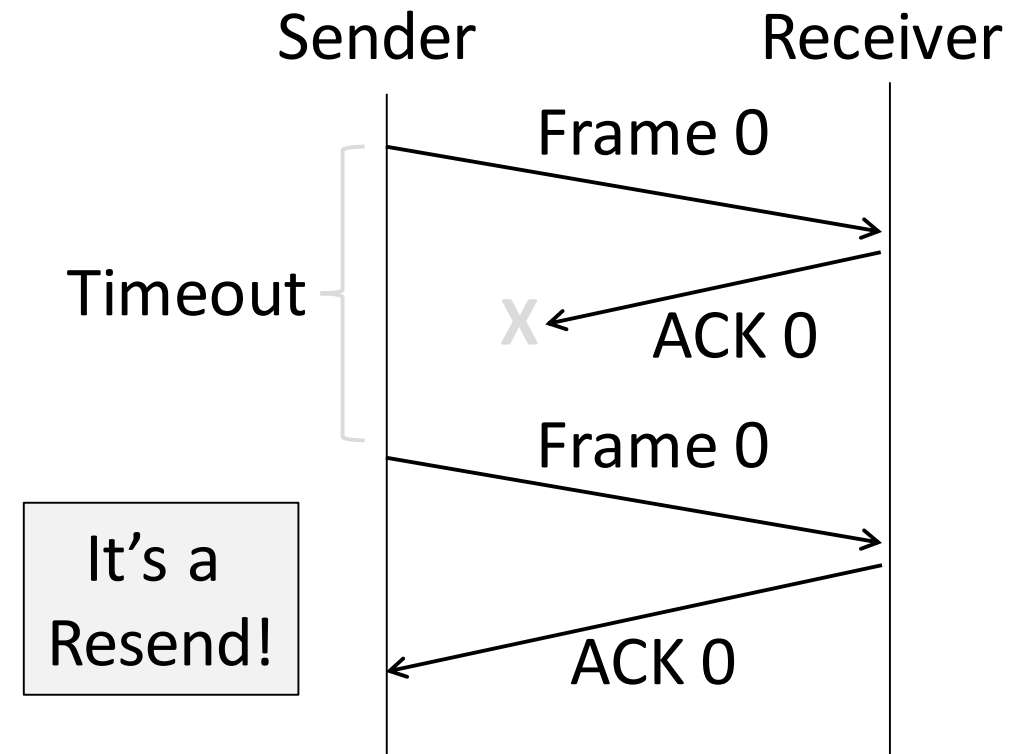 Sender
Receiver
Frame 0
Timeout
X
ACK 0
Frame 0
It’s a
Resend!
ACK 0